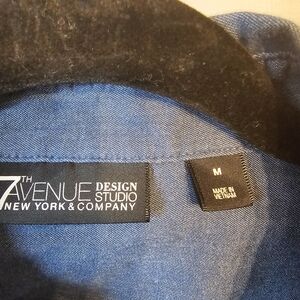 7TH AVENUE DESIGN STUDIO
NEW YORK & COMPANY
M
MADE IN
VIETNAM